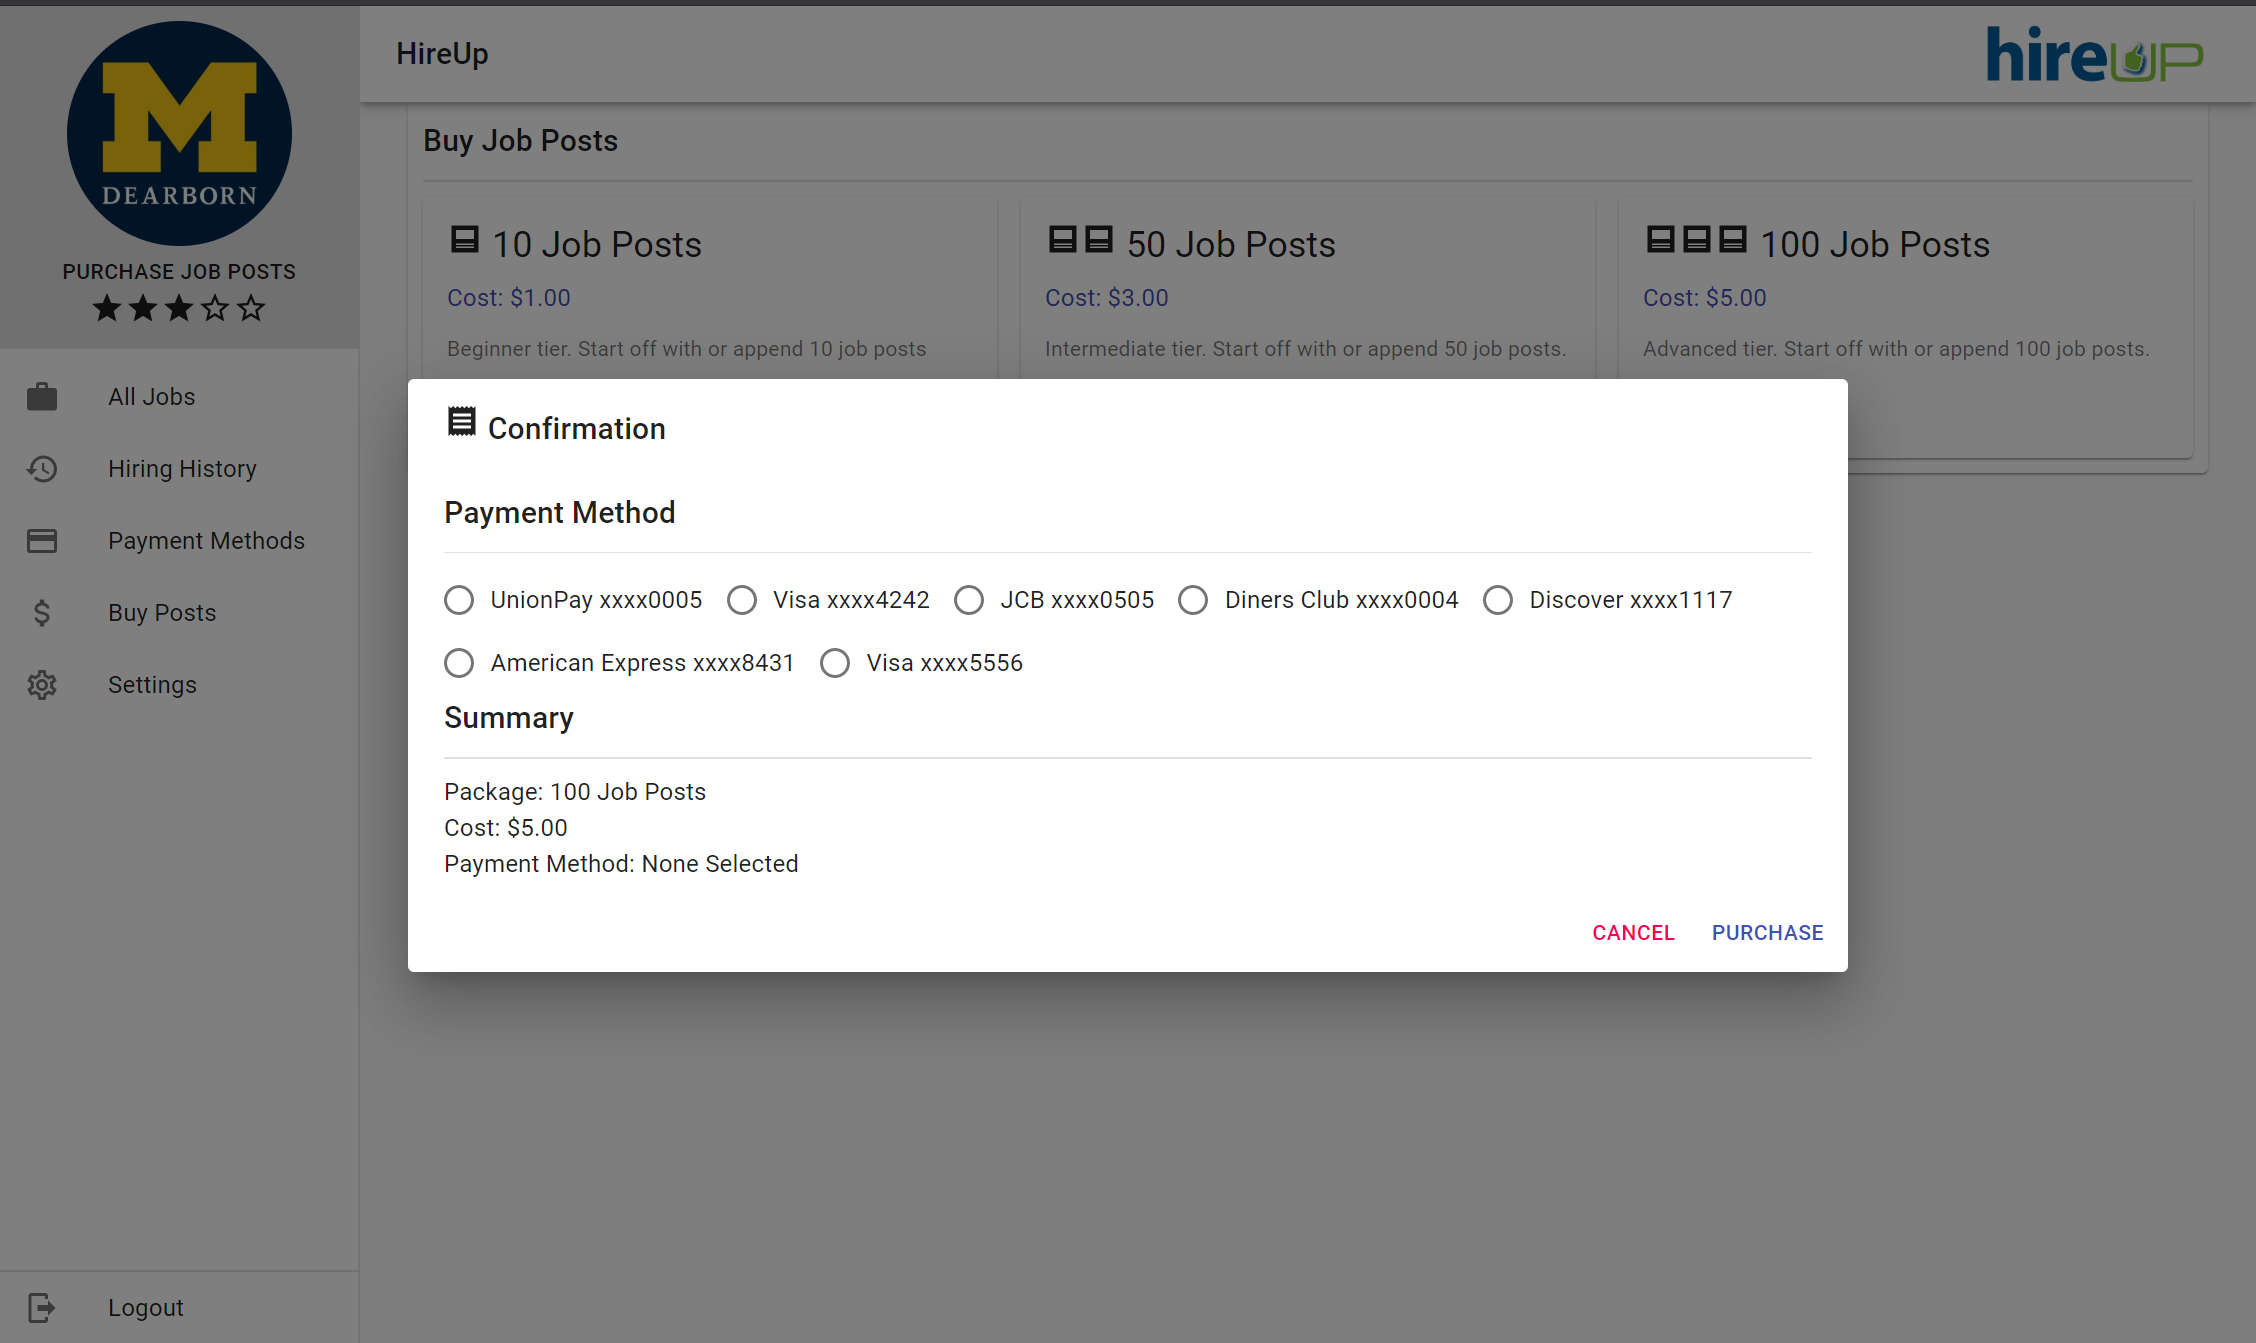 M
DEARBORN
PURCHASE JOB POSTS
All Jobs
Hiring History
Payment Methods
Buy Posts
Settings
Logout
HireUp
hireUP
Buy Job Posts
10 Job Posts
Cost: $1.00
Beginner tier. Start off with or append 10 job posts
50 Job Posts
Cost: $3.00
Intermediate tier. Start off with or append 50 job posts.
100 Job Posts
Cost: $5.00
Advanced tier. Start off with or append 100 job posts.
Confirmation
Payment Method
UnionPay xxxx0005 Visa xxxx4242 JCB xxxx0505 Diners Club xxxx0004 Discover xxxx1117
American Express xxxx8431 Visa xxxx5556
Summary
Package: 100 Job Posts
Cost: $5.00
Payment Method: None Selected
CANCEL PURCHASE